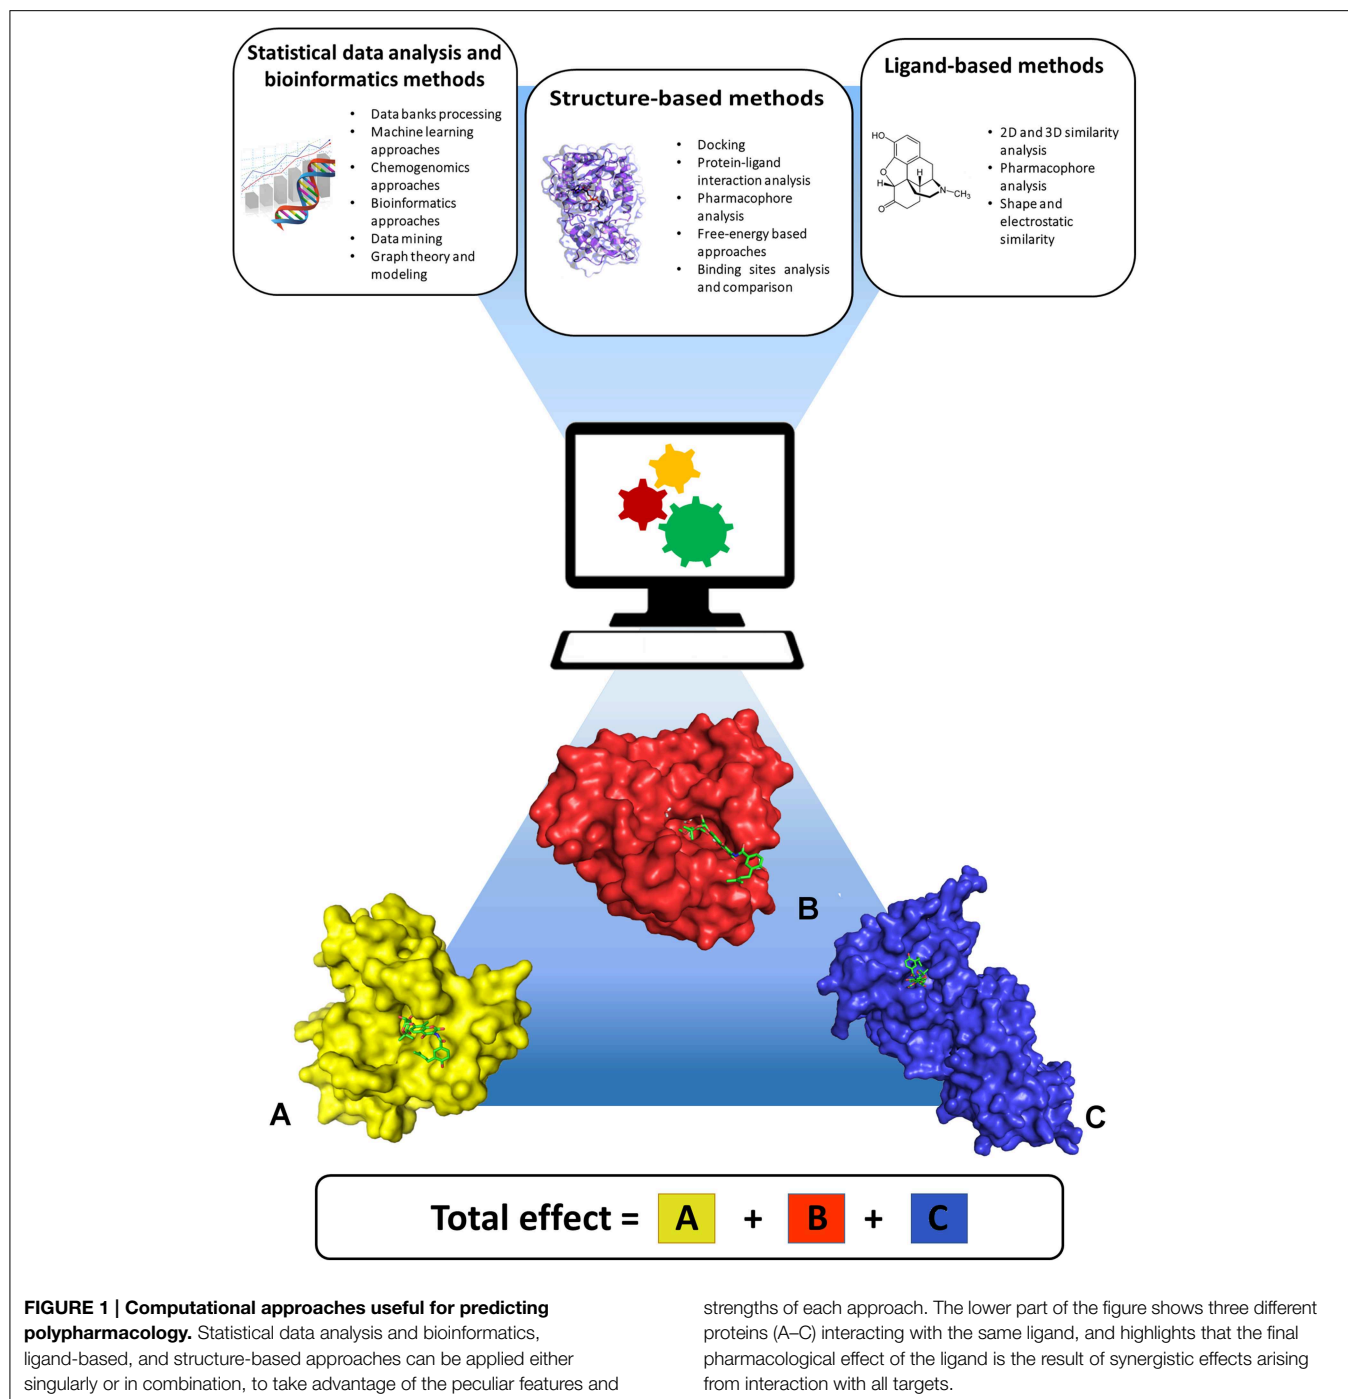 Statistical data analysis and
bioinformatics methods
• Data banks processing
• Machine learning
approaches
• Chemogenomics
approaches
• Bioinformatics
approaches
• Data mining
• Graph theory and
modeling
Structure-based methods
• Docking
• Protein-ligand
interaction analysis
• Pharmacophore
analysis
• Free-energy based
approaches
• Binding sites analysis
and comparison
Ligand-based methods
HO
O
H
H
N
CH₃
O
• 2D and 3D similarity
analysis
• Pharmacophore
analysis
• Shape and
electrostatic
similarity
B
A
C
Total effect = A + B + C
FIGURE 1 | Computational approaches useful for predicting
polypharmacology. Statistical data analysis and bioinformatics,
ligand-based, and structure-based approaches can be applied either
singularly or in combination, to take advantage of the peculiar features and
strengths of each approach. The lower part of the figure shows three different
proteins (A–C) interacting with the same ligand, and highlights that the final
pharmacological effect of the ligand is the result of synergistic effects arising
from interaction with all targets.